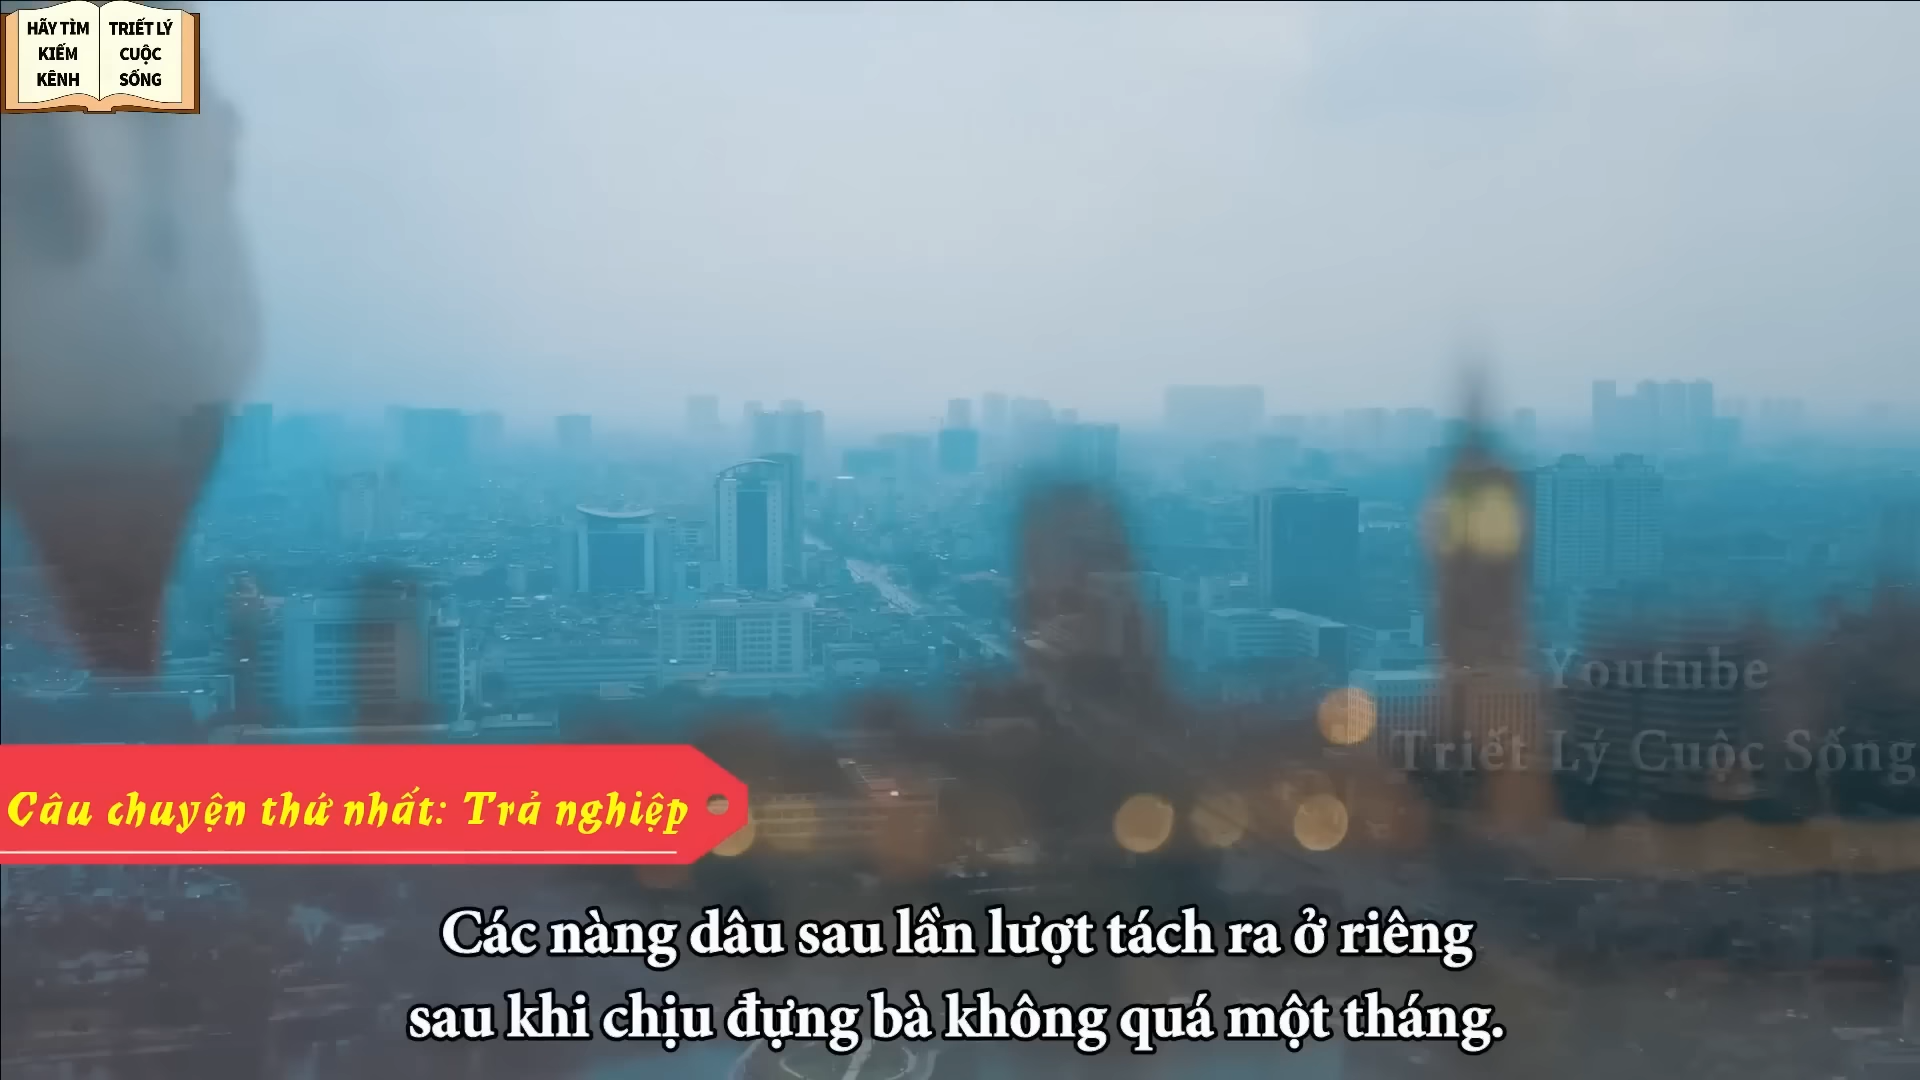 HÃY TÌM
KIẾM
KÊNH
TRIẾT LÝ
CUỘC
SỐNG
Youtube
Triết Lý Cuộc Sống
Câu chuyện thứ nhất: Trả nghiệp
Các nàng dâu sau lần lượt tách ra ở riêng
sau khi chịu đựng bà không quá một tháng.